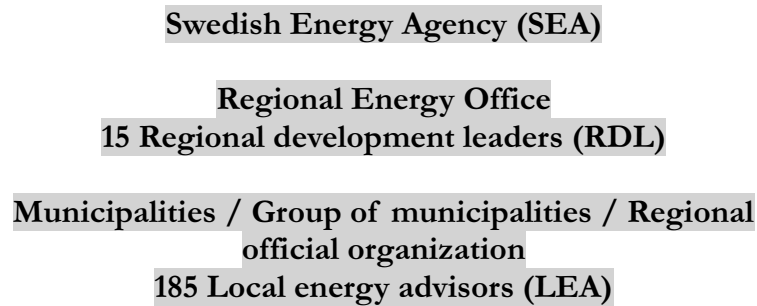 Swedish Energy Agency (SEA)
Regional Energy Office
15 Regional development leaders (RDL)
Municipalities / Group of municipalities / Regional
official organization
185 Local energy advisors (LEA)